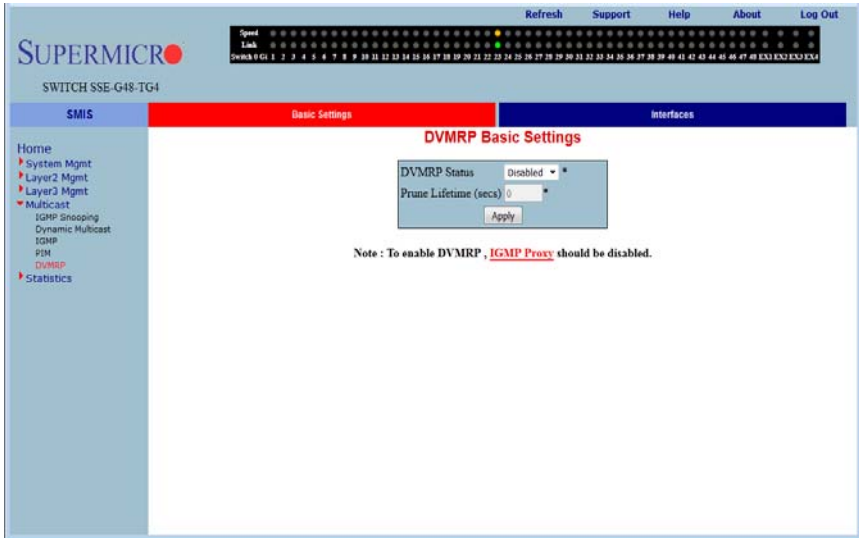 Refresh Support Help About Log Out
SUPERMICRO
SWITCH SSE-G48-TG4
Speed
Link
Switch 0 Gi 1 2 3 4 5 6 7 8 9 10 11 12 13 14 15 16 17 18 19 20 21 22 23 24 25 26 27 28 29 30 31 32 33 34 35 36 37 38 39 40 41 42 43 44 45 46 47 48 EX1 EX2 EX3 EX4
SMIS
Basic Settings
Interfaces
Home
System Mgmt
Layer2 Mgmt
Layer3 Mgmt
Multicast
IGMP Snooping
Dynamic Multicast
IGMP
PIM
DVMRP
Statistics
DVMRP Basic Settings
DVMRP Status Disabled *
Prune Lifetime (secs) 0 *
Apply
Note : To enable DVMRP , IGMP Proxy should be disabled.